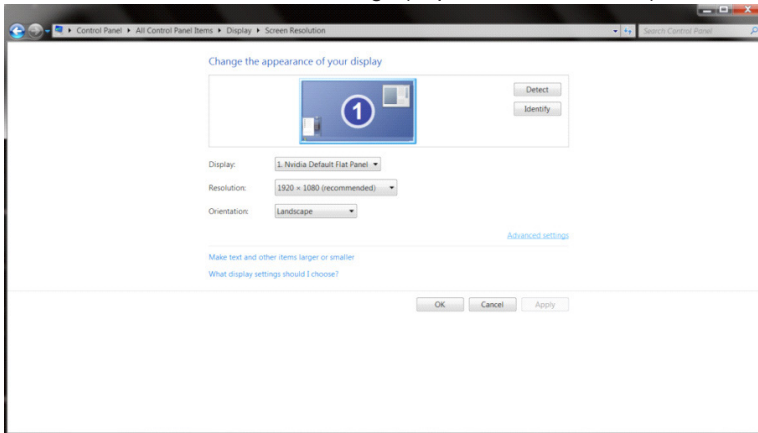 Control Panel ▸ All Control Panel Items ▸ Display ▸ Screen Resolution
Search Control Panel
Change the appearance of your display
1
Detect
Identify
Display:
1. Nvidia Default Flat Panel
Resolution:
1920 × 1080 (recommended)
Orientation:
Landscape
Advanced settings
Make text and other items larger or smaller
What display settings should I choose?
OK
Cancel
Apply